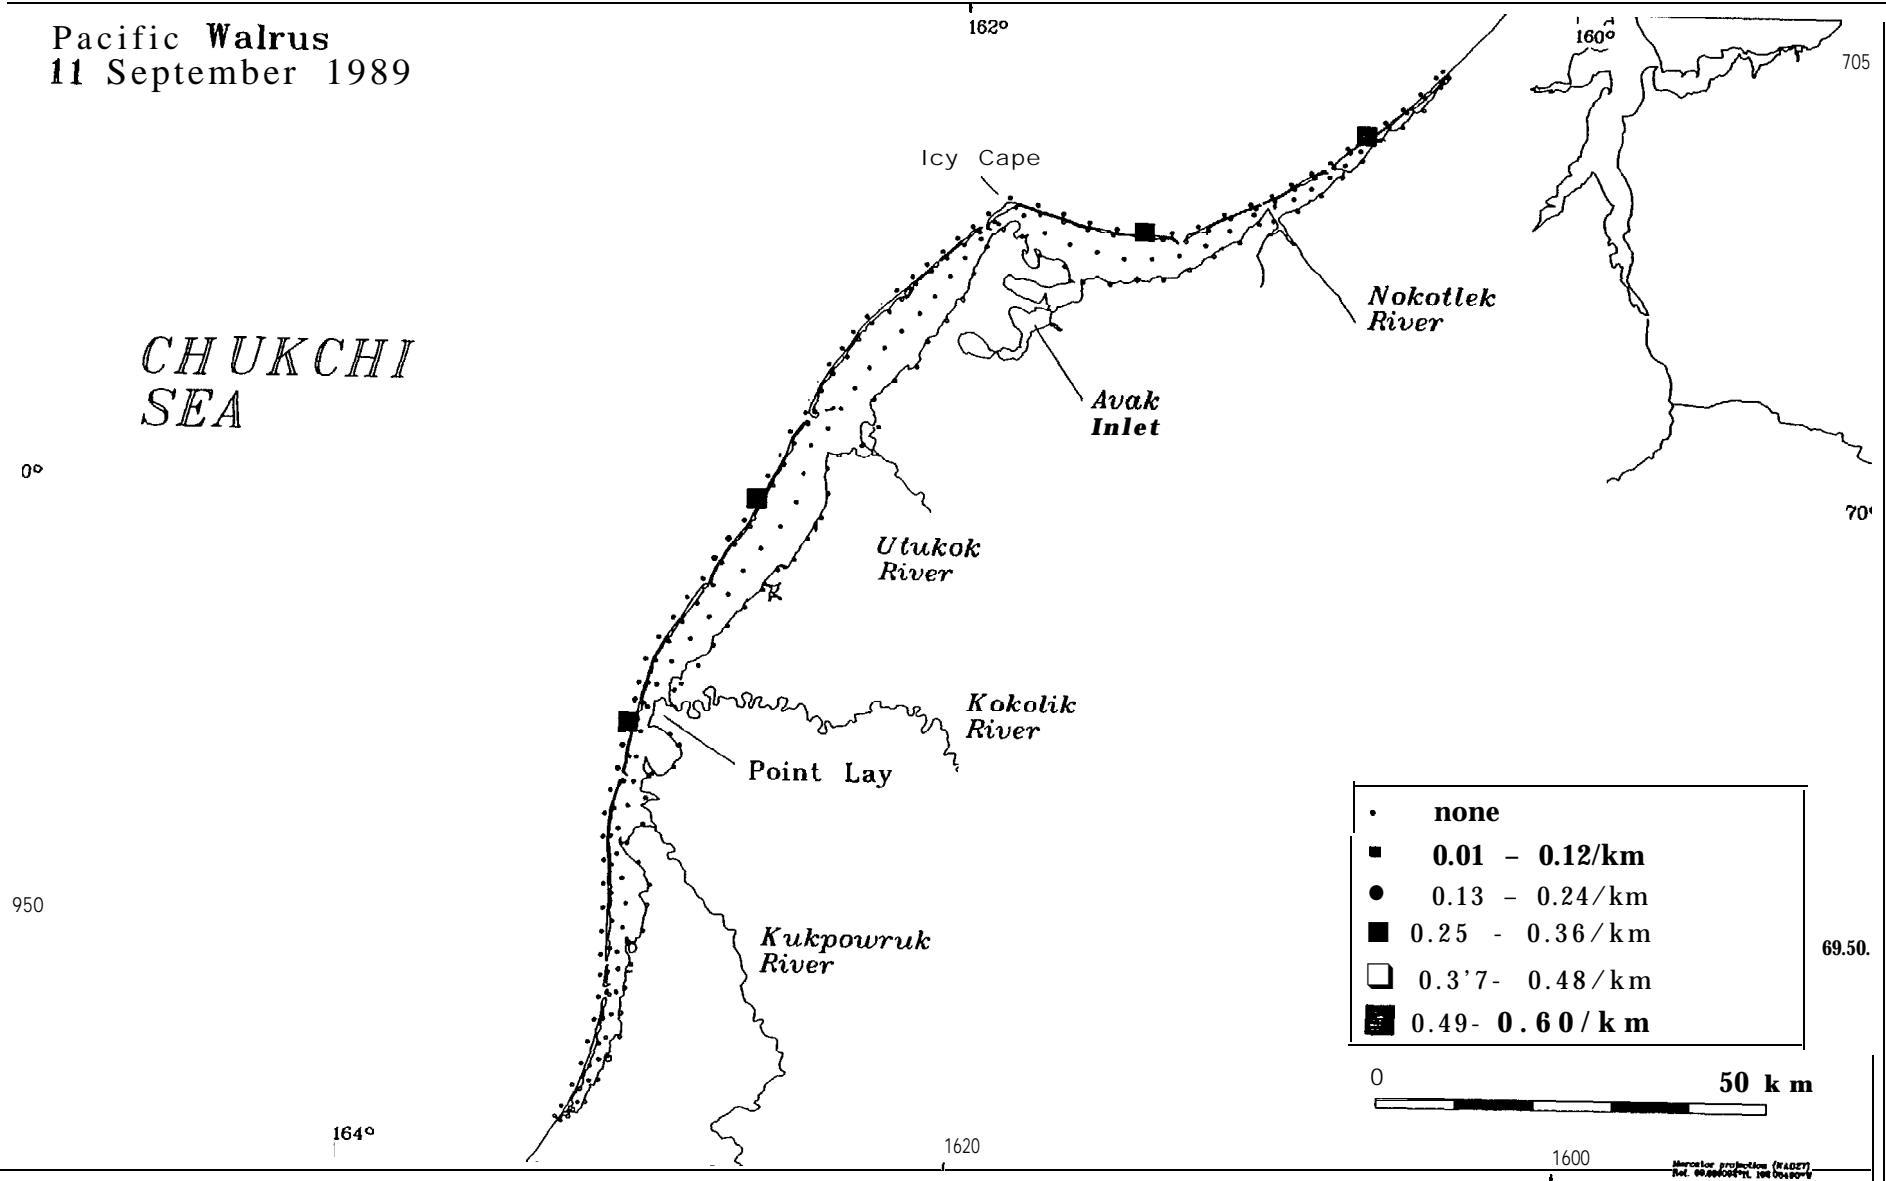 Pacific Walrus
11 September 1989
162°
160°
705
Icy Cape
Nokotlek
River
CHUKCHI
SEA
Avak
Inlet
0°
70°
Utukok
River
Kokolik
River
Point Lay
none
0.01 – 0.12/km
0.13 – 0.24/km
950
0.25 - 0.36/km
Kukpowruk
River
69.50.
0.3'7- 0.48/km
0.49- 0.60/km
0 50 km
164°
1620
1600
Mercator projection (NAD27)